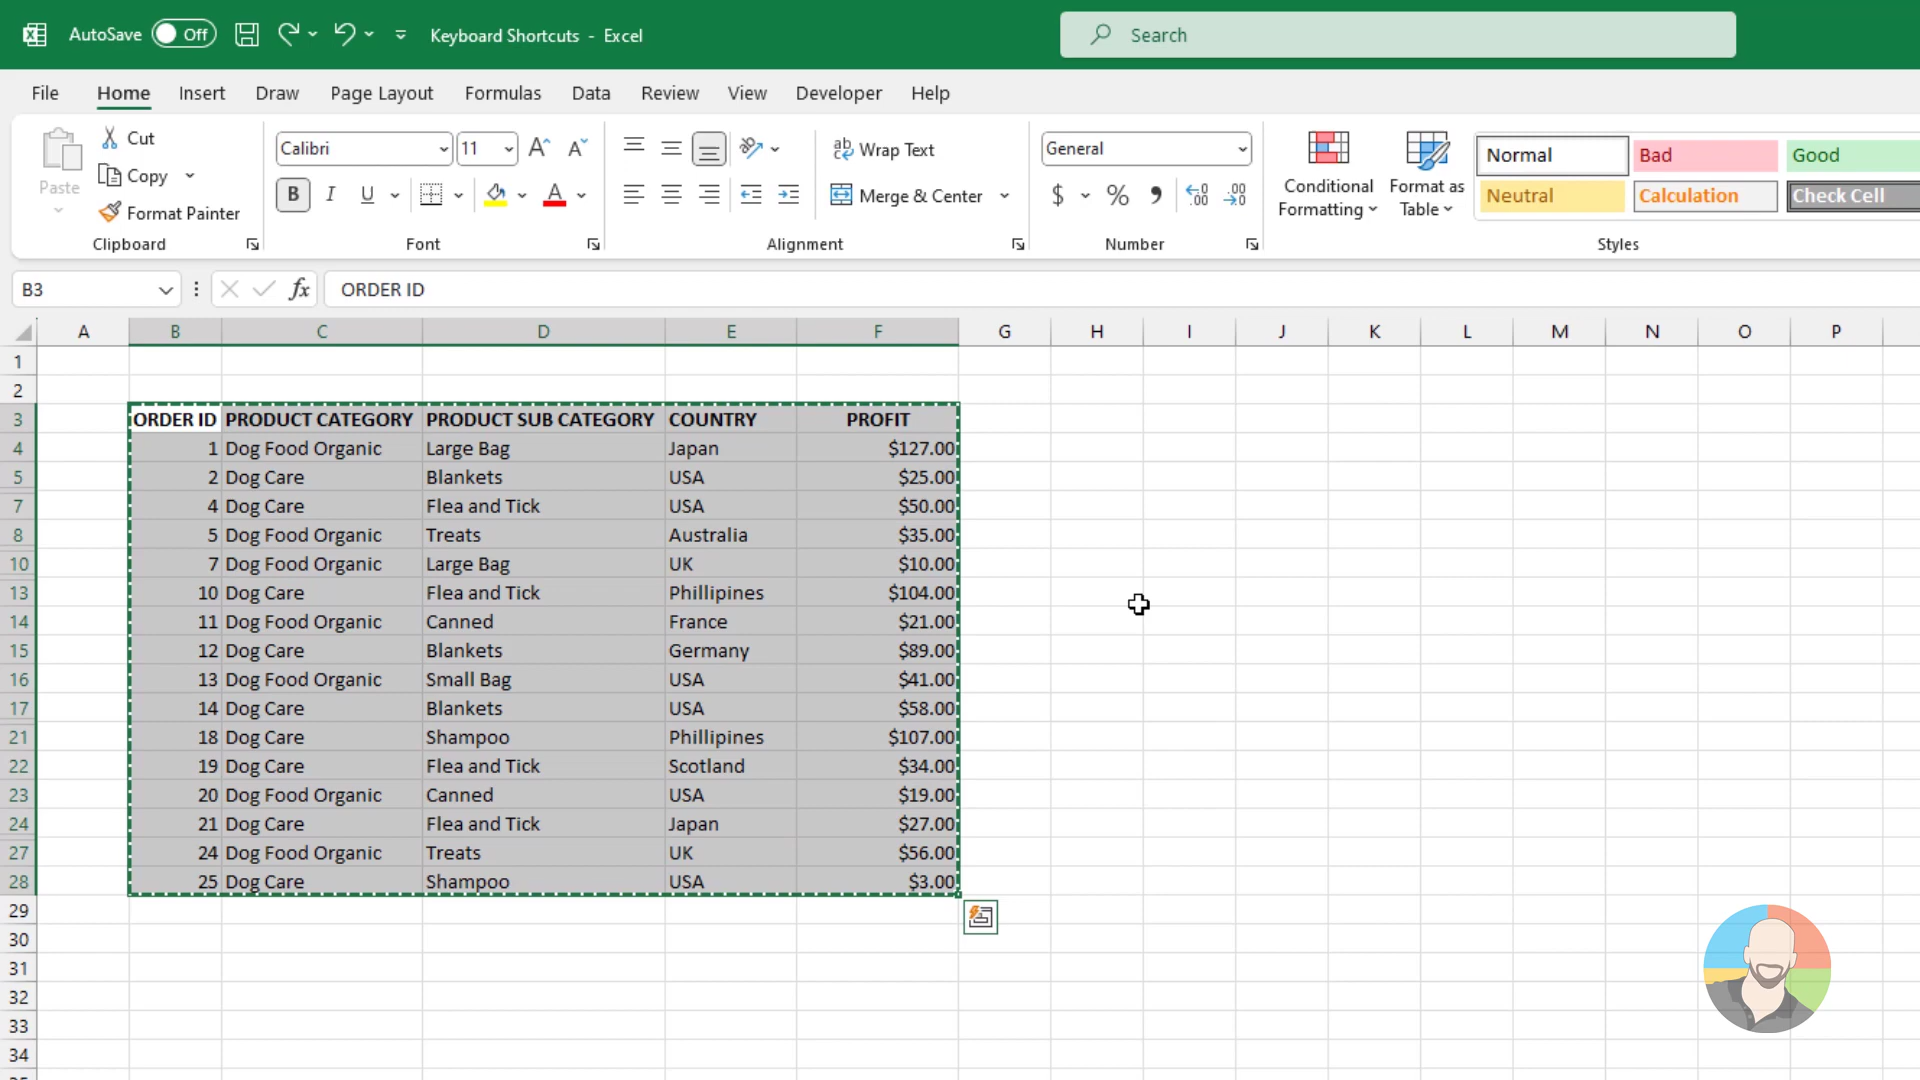 AutoSave Off Keyboard Shortcuts - Excel Search
File Home Insert Draw Page Layout Formulas Data Review View Developer Help
Paste Cut Copy Format Painter Clipboard
Calibri 11 B I U A Font
ab Wrap Text Merge & Center Alignment
General $ % , .00 .00 Number
Conditional Formatting Format as Table
Normal Bad Good
Neutral Calculation Check Cell
Styles
B3 fx ORDER ID
A B C D E F G H I J K L M N O P
1
2
3 ORDER ID PRODUCT CATEGORY PRODUCT SUB CATEGORY COUNTRY PROFIT
4 1 Dog Food Organic Large Bag Japan $127.00
5 2 Dog Care Blankets USA $25.00
7 4 Dog Care Flea and Tick USA $50.00
8 5 Dog Food Organic Treats Australia $35.00
10 7 Dog Food Organic Large Bag UK $10.00
13 10 Dog Care Flea and Tick Phillipines $104.00
14 11 Dog Food Organic Canned France $21.00
15 12 Dog Care Blankets Germany $89.00
16 13 Dog Food Organic Small Bag USA $41.00
17 14 Dog Care Blankets USA $58.00
21 18 Dog Care Shampoo Phillipines $107.00
22 19 Dog Care Flea and Tick Scotland $34.00
23 20 Dog Food Organic Canned USA $19.00
24 21 Dog Care Flea and Tick Japan $27.00
27 24 Dog Food Organic Treats UK $56.00
28 25 Dog Care Shampoo USA $3.00
29
30
31
32
33
34